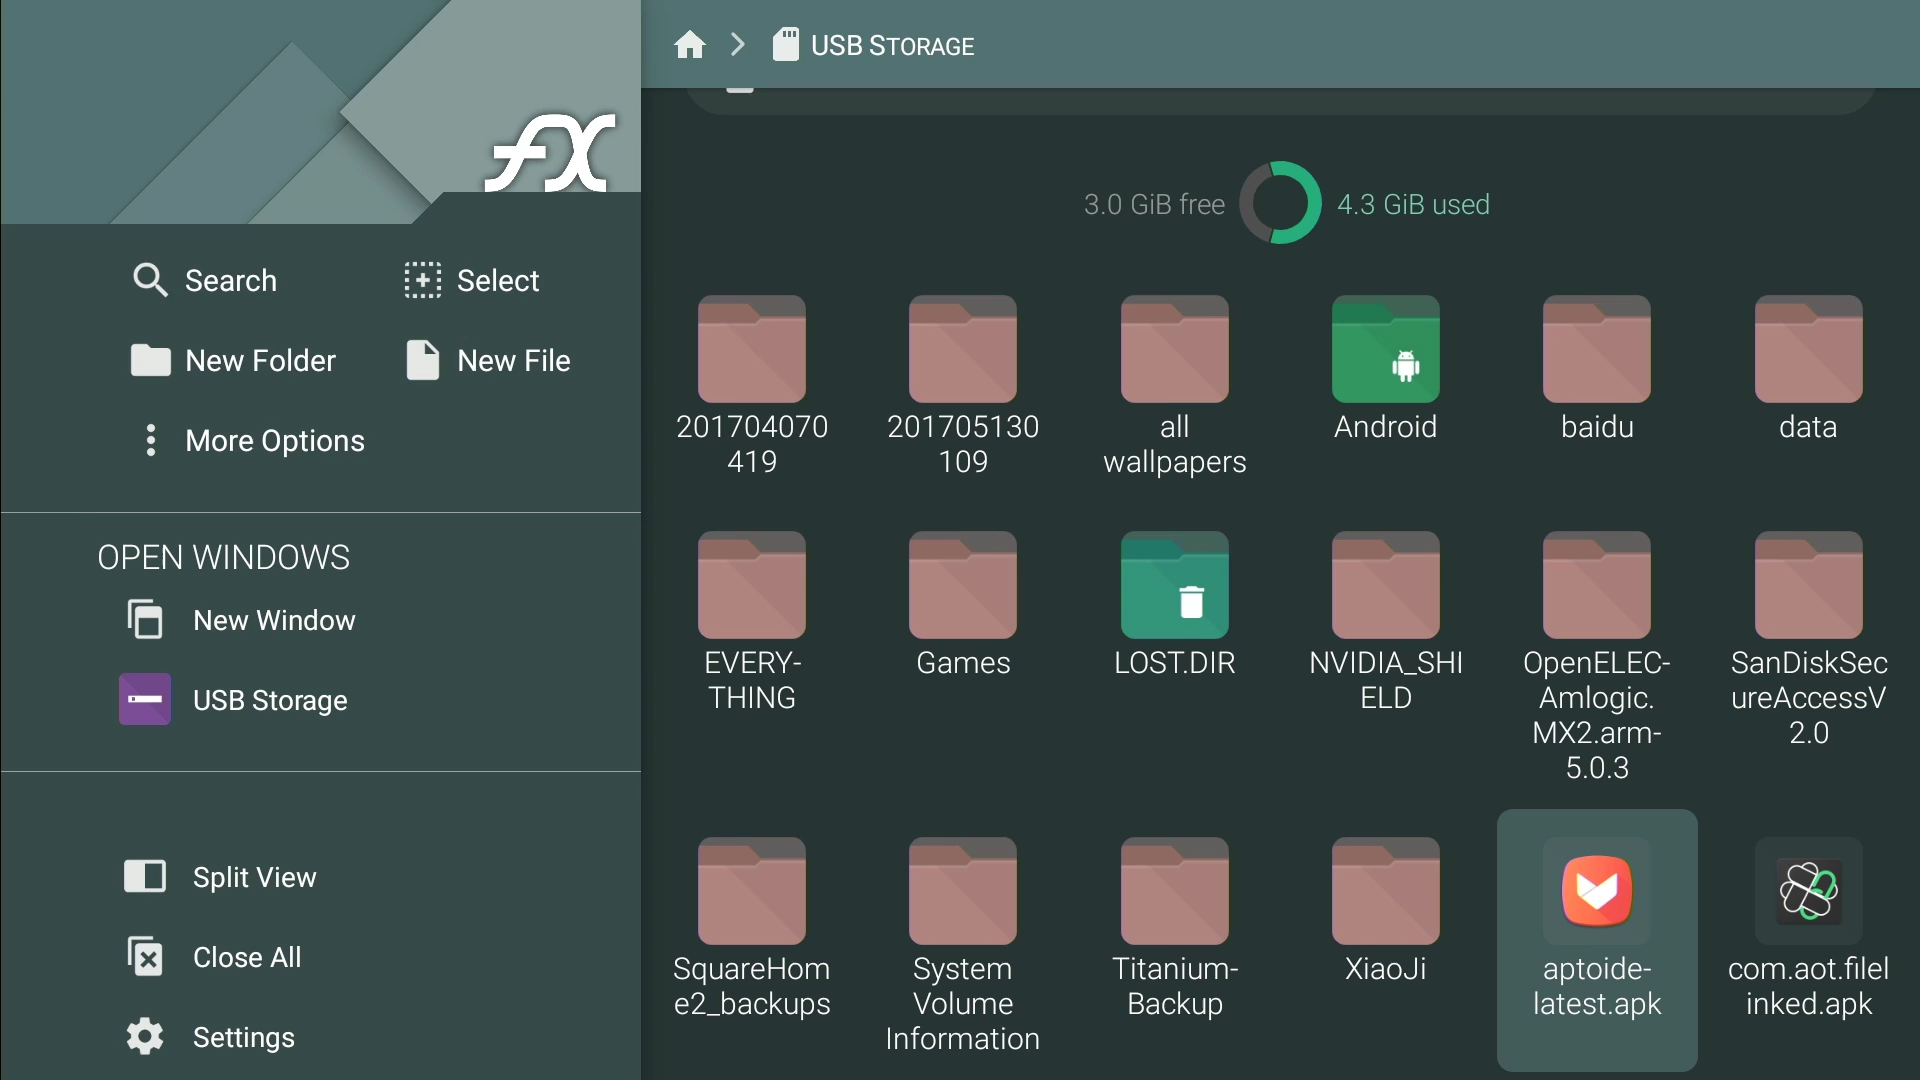 fX
Search
Select
New Folder
New File
More Options
OPEN WINDOWS
New Window
USB Storage
Split View
Close All
Settings
USB STORAGE
3.0 GiB free
4.3 GiB used
201704070
419
201705130
109
all
wallpapers
Android
baidu
data
EVERY-
THING
Games
LOST.DIR
NVIDIA_SHI
ELD
OpenELEC-
Amlogic.
MX2.arm-
5.0.3
SanDiskSec
ureAccessV
2.0
SquareHom
e2_backups
System
Volume
Information
Titanium-
Backup
XiaoJi
aptoide-
latest.apk
com.aot.filel
inked.apk